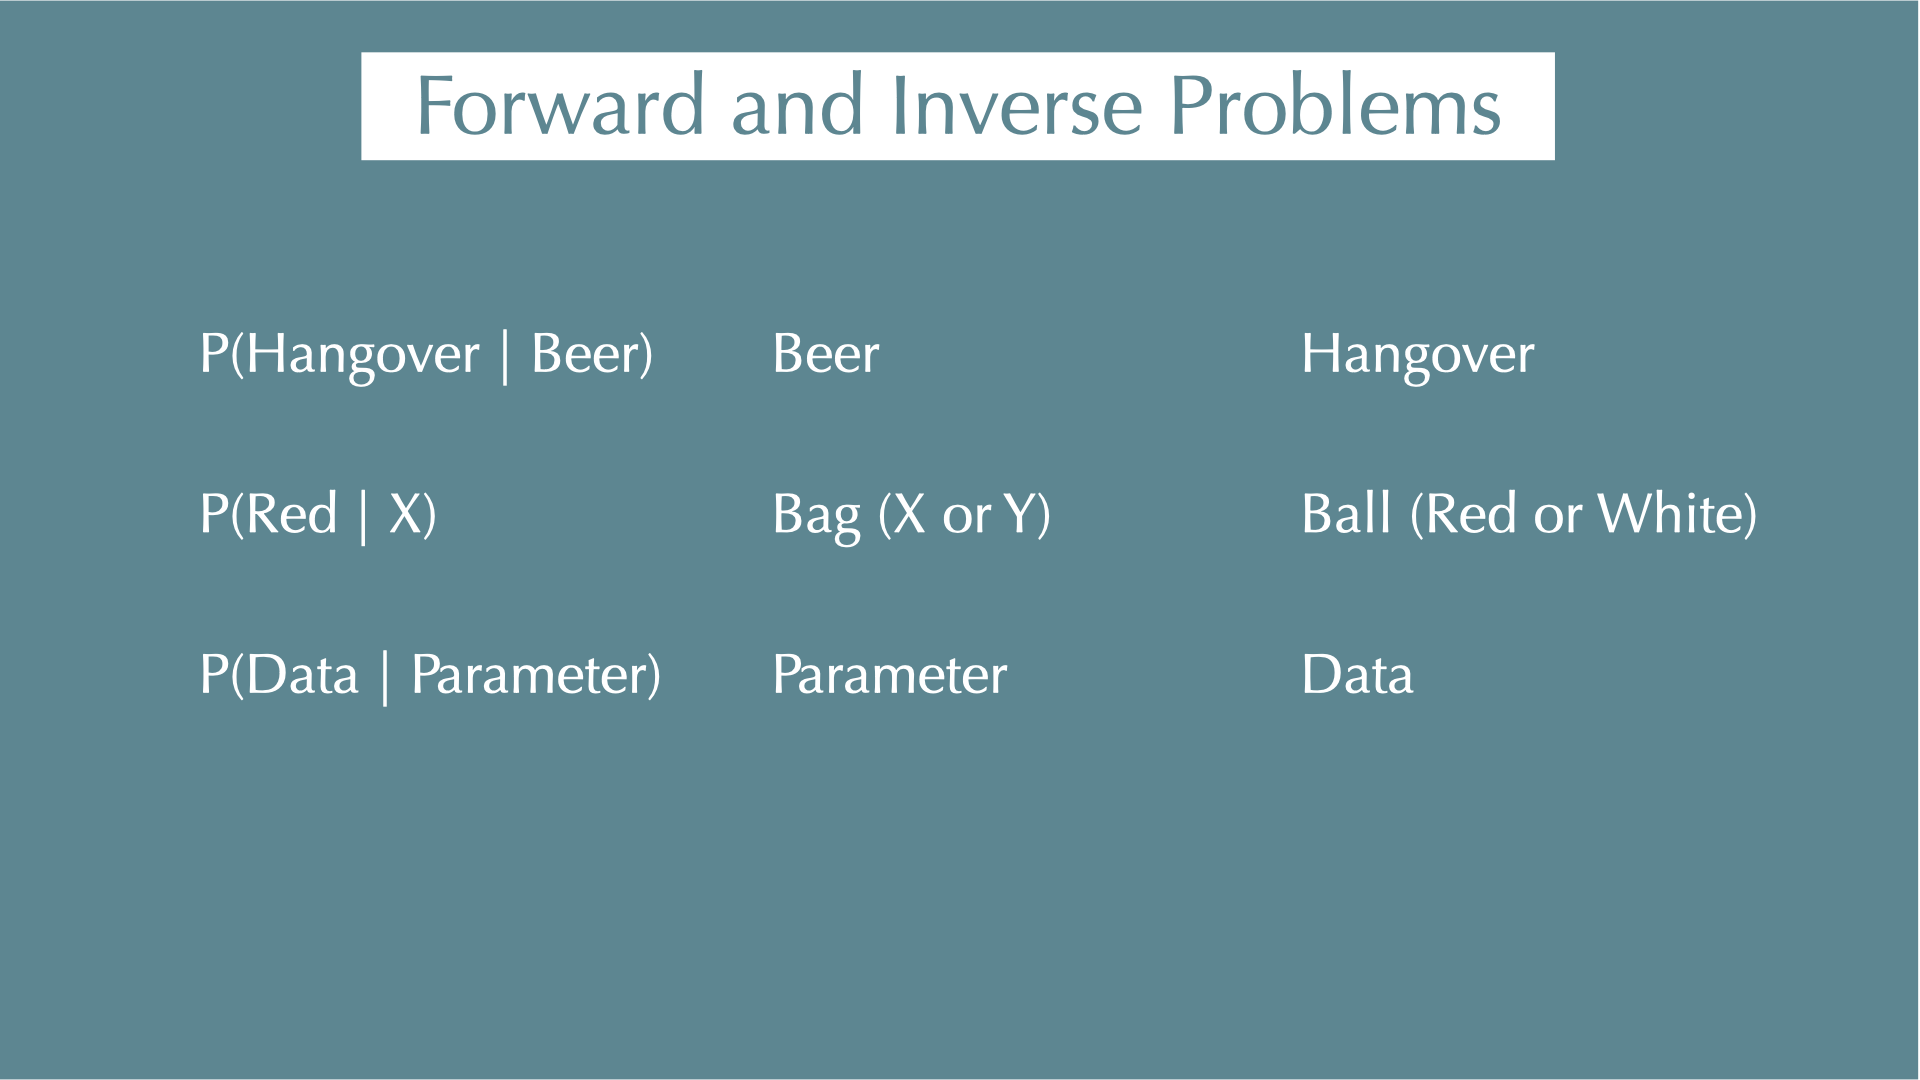 Forward and Inverse Problems
P(Hangover | Beer) Beer Hangover
P(Red | X) Bag (X or Y) Ball (Red or White)
P(Data | Parameter) Parameter Data